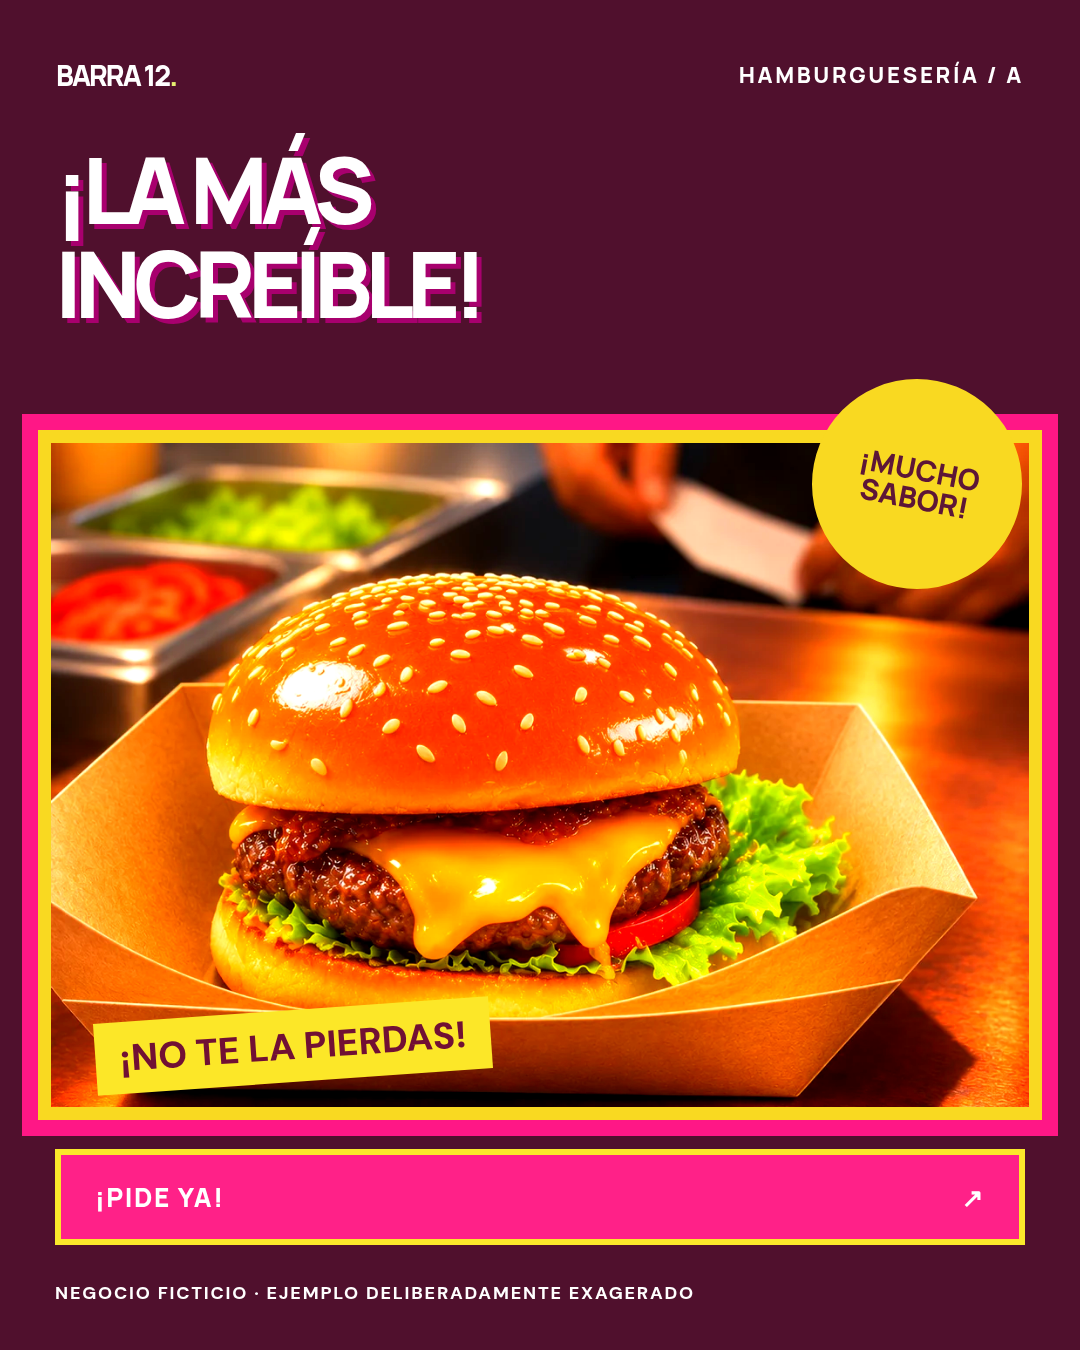 BARRA 12.
HAMBURGUESERÍA / A
¡LA MÁS
INCREÍBLE!
¡MUCHO
SABOR!
¡NO TE LA PIERDAS!
¡PIDE YA! ↗
NEGOCIO FICTICIO · EJEMPLO DELIBERADAMENTE EXAGERADO